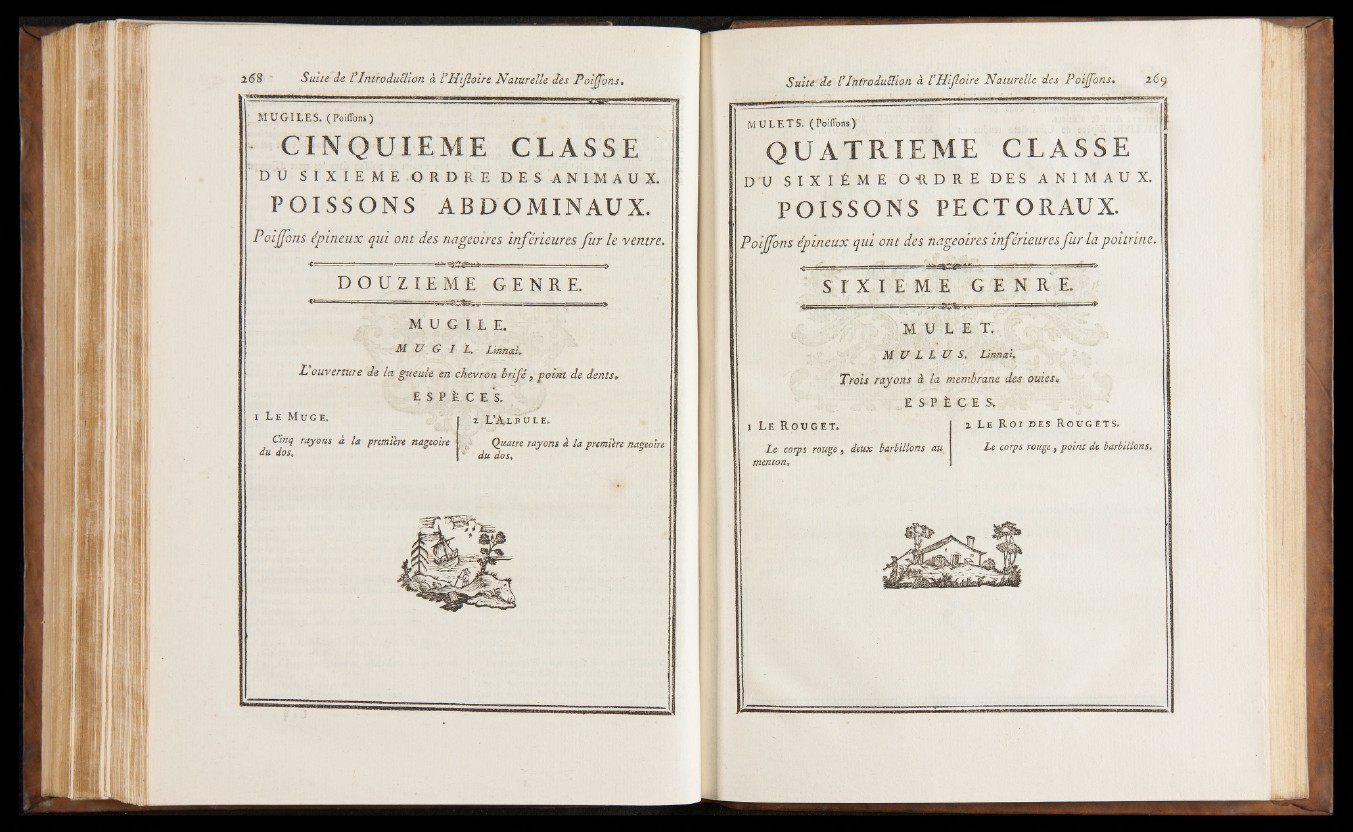 268 Suite de l'Introduction à l'Hiſtoire Naturelle des Poiſſons.
MUGILES. (Poiſſons)
CINQUIEME CLASSE
DU SIXIEME ORDRE DES ANIMAUX.
POISSONS ABDOMINAUX.
Poiſſons épineux qui ont des nageoires inférieures ſur le ventre.
DOUZIEME GENRE.
MUGILE.
MUGIL. Linnæi.
L'ouverture de la gueule en chevron briſé, point de dents.
ESPÈCES.
1 LE MUGE.
Cinq rayons à la première nageoire
du dos.
2 L'ALBULE.
Quatre rayons à la première nageoire
du dos.
Suite de l'Introduction à l'Hiſtoire Naturelle des Poiſſons. 269
MULETS. (Poiſſons)
QUATRIEME CLASSE
DU SIXIÉME ORDRE DES ANIMAUX.
POISSONS PECTORAUX.
Poiſſons épineux qui ont des nageoires inférieures ſur la poitrine.
SIXIEME GENRE.
MULET.
MULLUS. Linnæi.
Trois rayons à la membrane des ouies.
ESPÈCES.
1 LE ROUGET.
Le corps rouge, deux barbillons au
menton.
2 LE ROI DES ROUGETS.
Le corps rouge, point de barbillons.